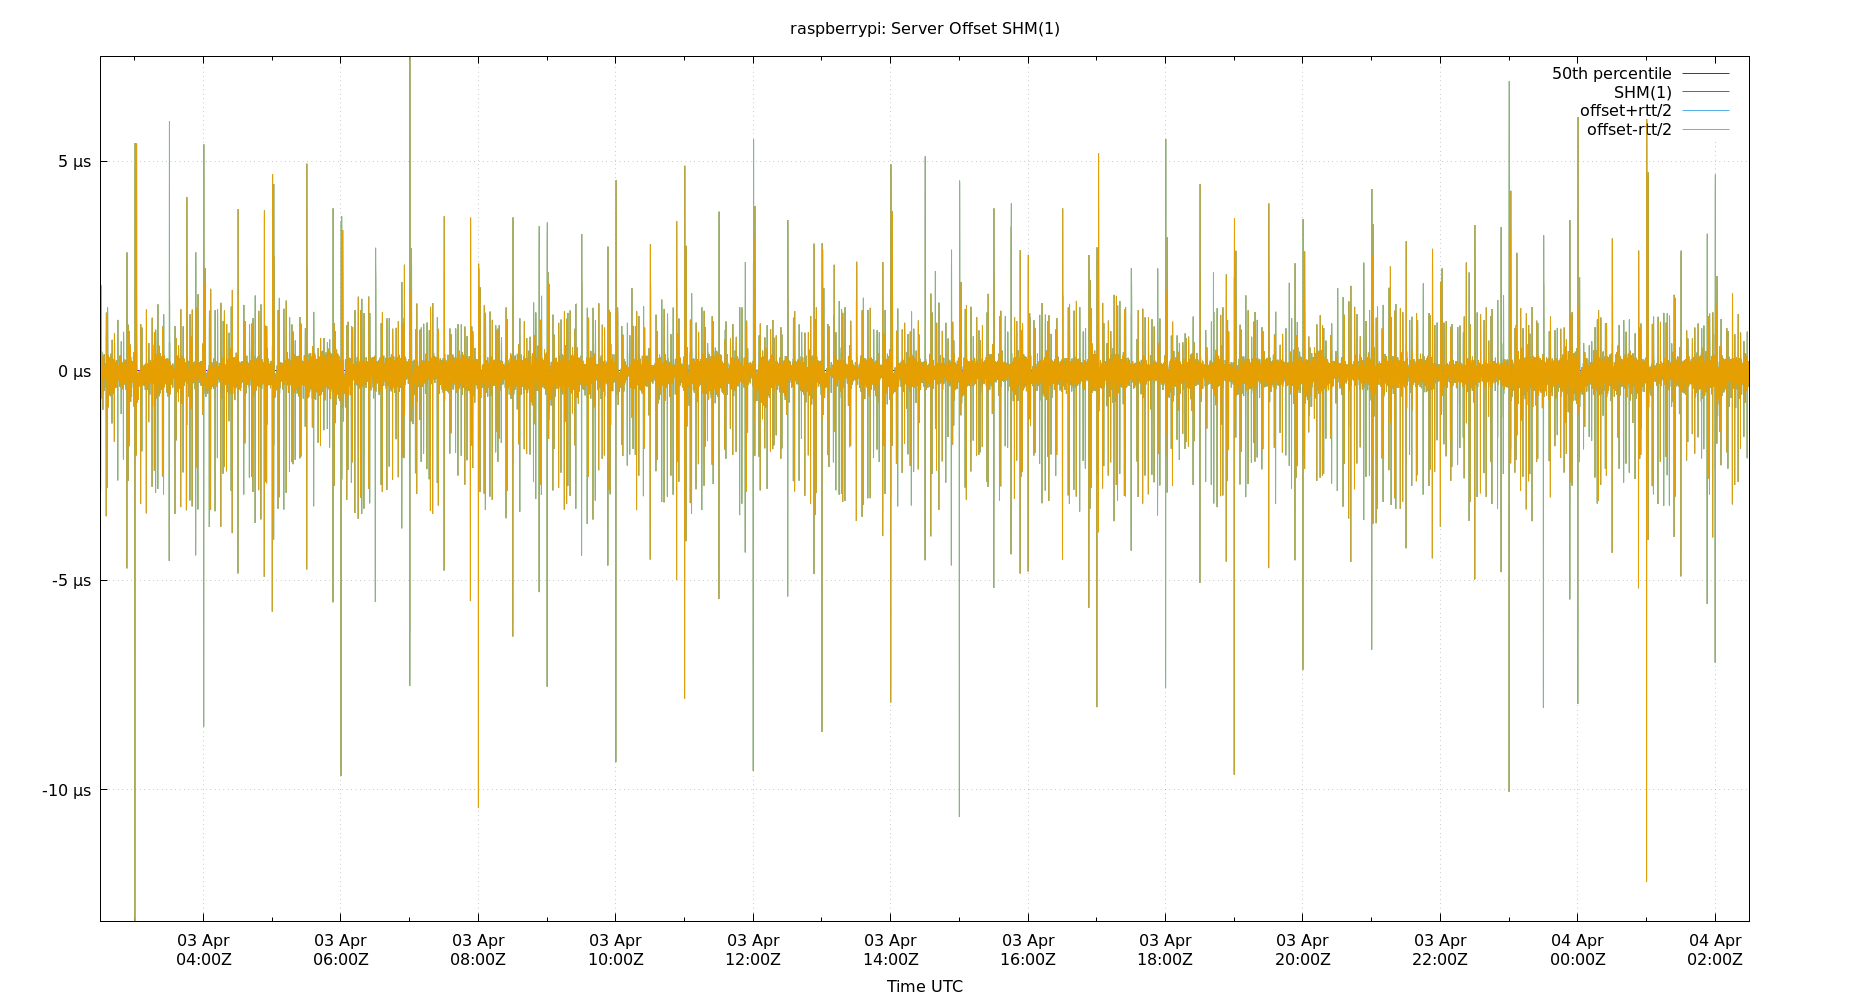 raspberrypi: Server Offset SHM(1)
50th percentile
SHM(1)
offset+rtt/2
offset-rtt/2
5 µs
0 µs
-5 µs
-10 µs
03 Apr 03 Apr 03 Apr 03 Apr 03 Apr 03 Apr 03 Apr 03 Apr 03 Apr 03 Apr 04 Apr 04 Apr
04:00Z 06:00Z 08:00Z 10:00Z 12:00Z 14:00Z 16:00Z 18:00Z 20:00Z 22:00Z 00:00Z 02:00Z
Time UTC